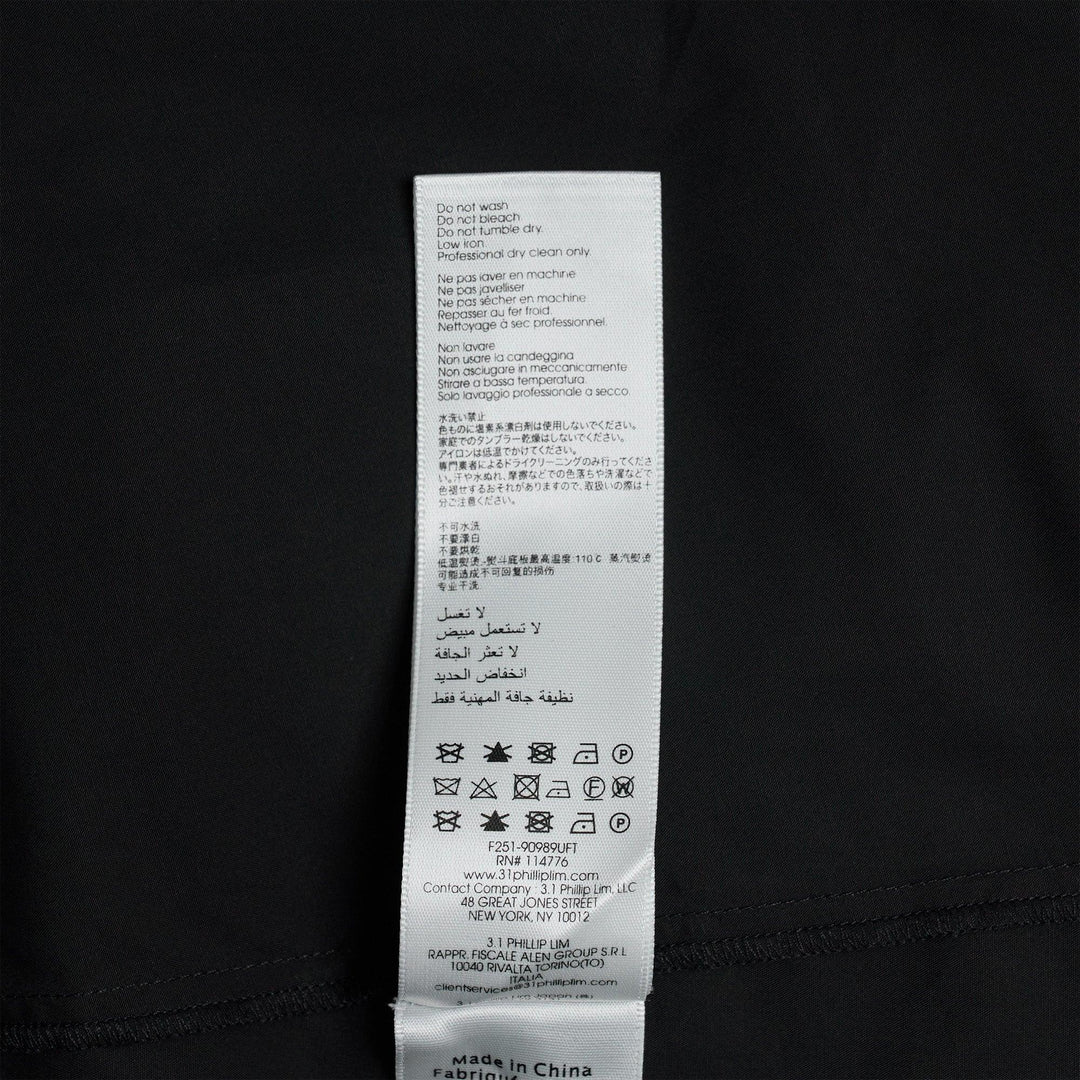 Do not wash
Do not bleach
Do not tumble dry.
Low iron.
Professional dry clean only.
Ne pas laver en machine
Ne pas javelliser
Ne pas sécher en machine
Repasser au fer froid.
Nettoyage à sec professionnel.
Non lavare
Non usare la candeggina
Non asciugare in meccanicamente
Stirare a bassa temperatura.
Solo lavaggio professionale a secco.
水洗い禁止
色ものに塩素系漂白剤は使用しないでください。
家庭でのタンブラー乾燥はしないでください。
アイロンは低温でかけてください。
専門業者によるドライクリーニングのみ行ってくださ
い。汗や水ぬれ、摩擦などでの色落ちや洗濯などで
色褪せするおそれがありますので、取扱いの際は十
分ご注意ください。
不可水洗
不要漂白
不要烘乾
低温熨烫-熨斗底板最高温度:110 C 蒸汽熨烫
可能造成不可回复的损伤
专业干洗
لا تغسل
لا تستعمل مبيض
لا تعثر الجافة
انخفاض الحديد
نظيفة جافة المهنية فقط
P
F W
P
F251-90989UFT
RN# 114776
www.31philliplim.com
Contact Company : 3.1 Phillip Lim, LLC
48 GREAT JONES STREET
NEW YORK, NY 10012
3.1 PHILLIP LIM
RAPPR. FISCALE ALEN GROUP S.R.L
10040 RIVALTA TORINO(TO)
ITALIA
clientservices@31philliplim.com
Made in China